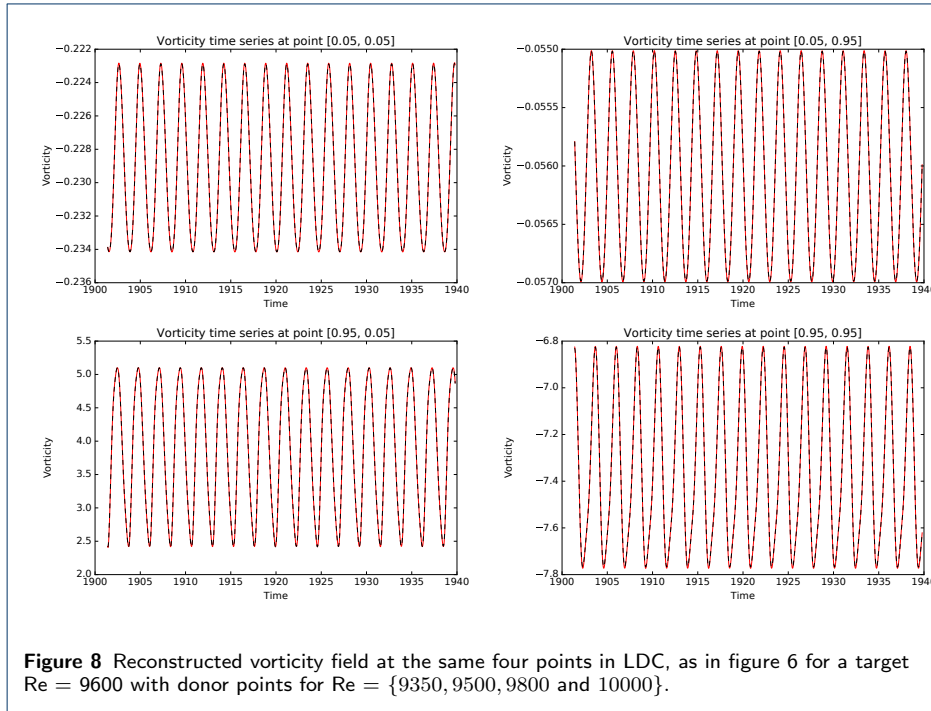 Vorticity time series at point [0.05, 0.05]
−0.222
−0.224
−0.226
−0.228
−0.230
−0.232
−0.234
−0.236
Vorticity
1900 1905 1910 1915 1920 1925 1930 1935 1940
Time
Vorticity time series at point [0.05, 0.95]
−0.0550
−0.0555
−0.0560
−0.0565
−0.0570
Vorticity
1900 1905 1910 1915 1920 1925 1930 1935 1940
Time
Vorticity time series at point [0.95, 0.05]
5.5
5.0
4.5
4.0
3.5
3.0
2.5
2.0
Vorticity
1900 1905 1910 1915 1920 1925 1930 1935 1940
Time
Vorticity time series at point [0.95, 0.95]
−6.8
−7.0
−7.2
−7.4
−7.6
−7.8
Vorticity
1900 1905 1910 1915 1920 1925 1930 1935 1940
Time
Figure 8 Reconstructed vorticity field at the same four points in LDC, as in figure 6 for a target
Re = 9600 with donor points for Re = {9350, 9500, 9800 and 10000}.